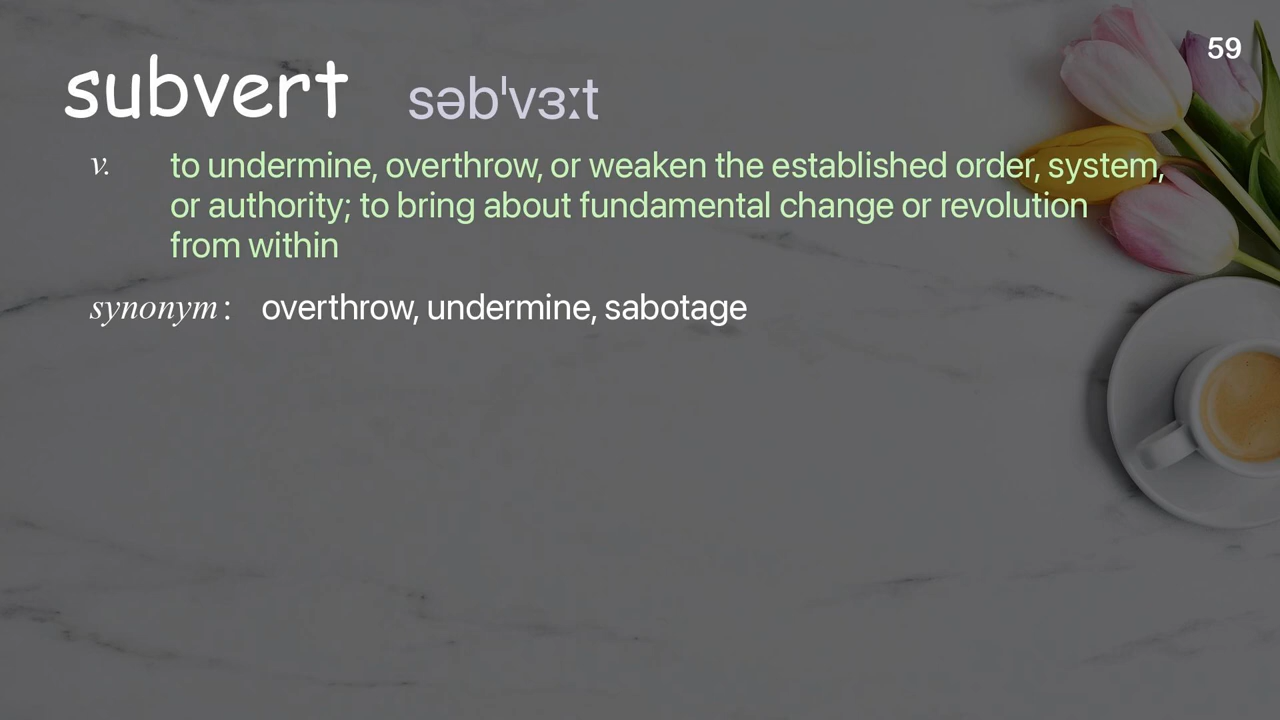 59
subvert səbˈvɜːt
v. to undermine, overthrow, or weaken the established order, system,
or authority; to bring about fundamental change or revolution
from within
synonym : overthrow, undermine, sabotage